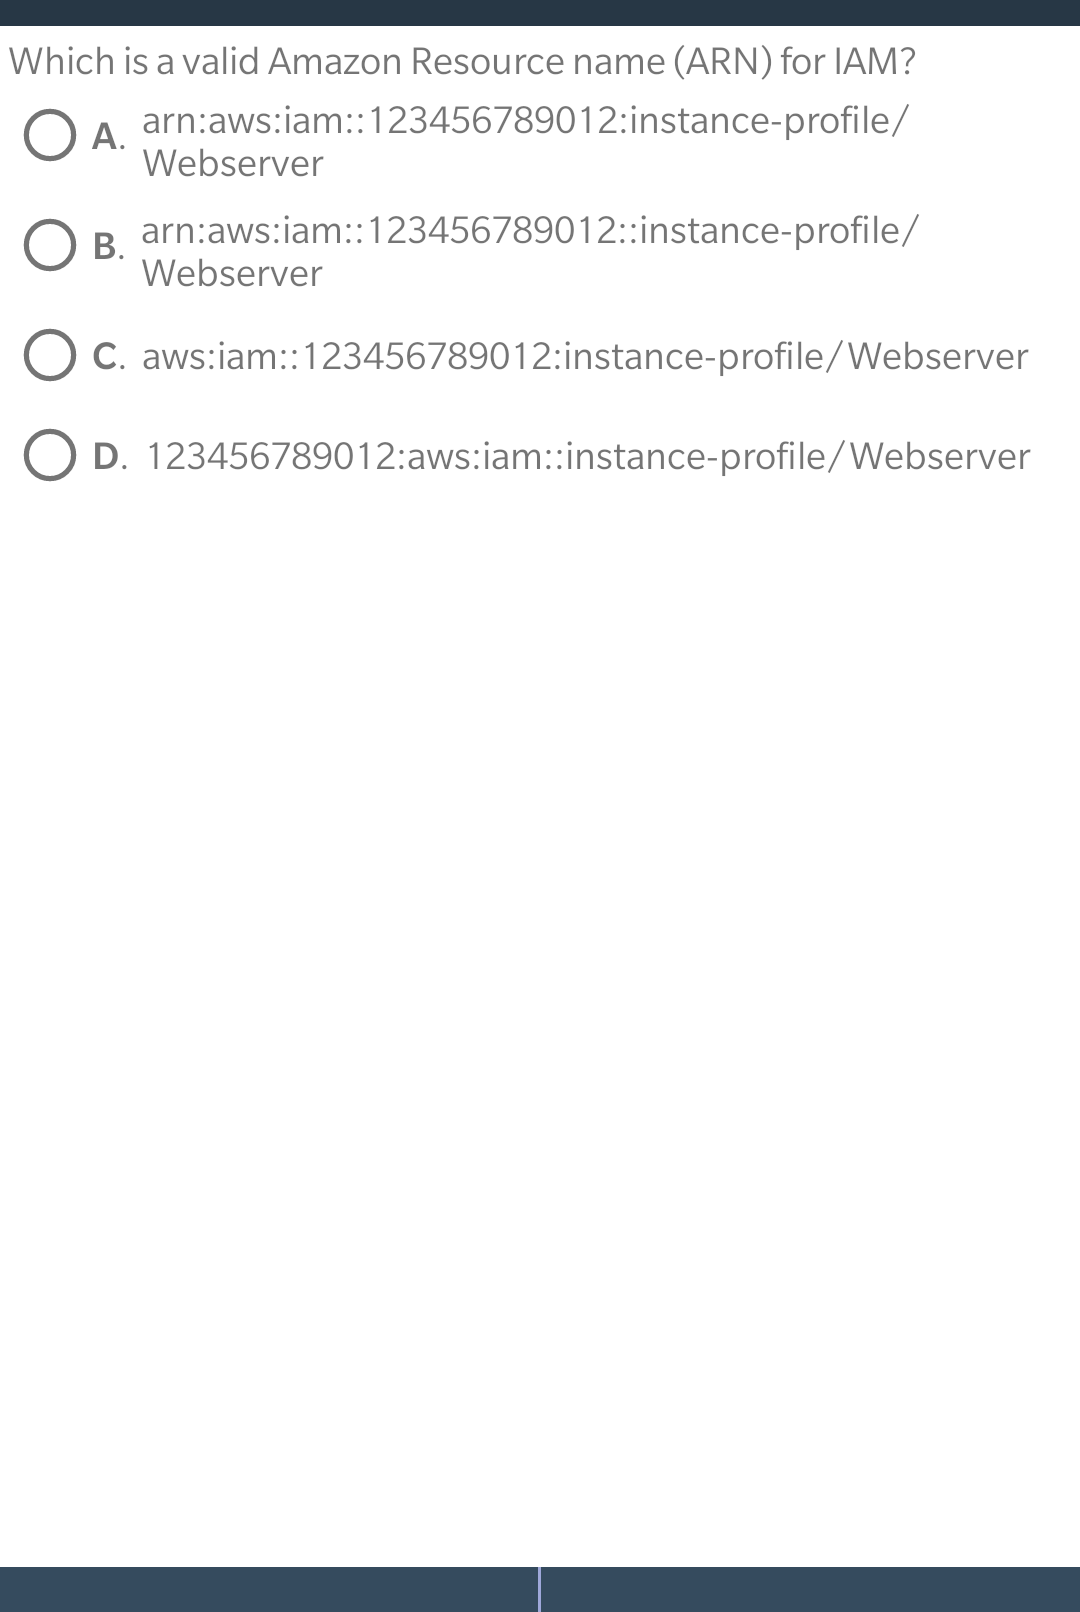 Which is a valid Amazon Resource name (ARN) for IAM?
A. arn:aws:iam::123456789012:instance-profile/
Webserver
B. arn:aws:iam::123456789012::instance-profile/
Webserver
C. aws:iam::123456789012:instance-profile/Webserver
D. 123456789012:aws:iam::instance-profile/Webserver